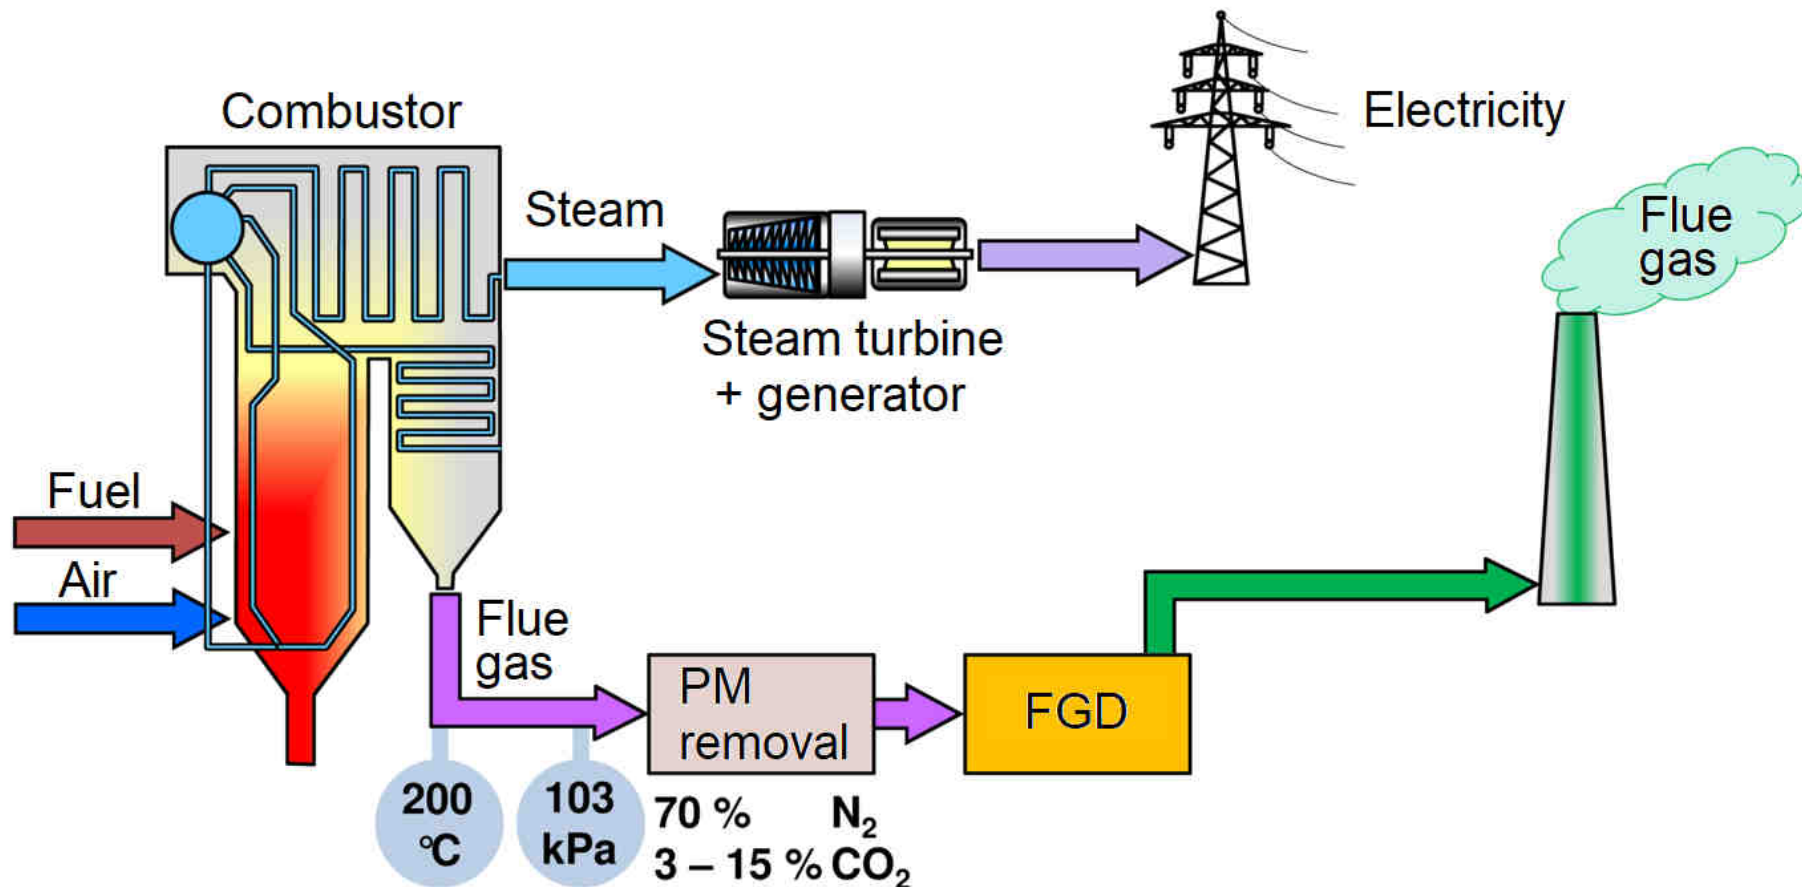 Combustor
Electricity
Steam
Flue
gas
Steam turbine
+ generator
Fuel
Air
Flue
gas
PM
removal
FGD
200
°C
103
kPa
70 % N₂
3 – 15 % CO₂